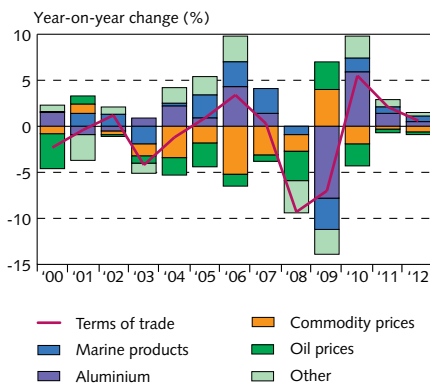 Year-on-year change (%)
10
5
0
-5
-10
-15
'00 '01 '02 '03 '04 '05 '06 '07 '08 '09 '10 '11 '12
Terms of trade
Commodity prices
Marine products
Oil prices
Aluminium
Other